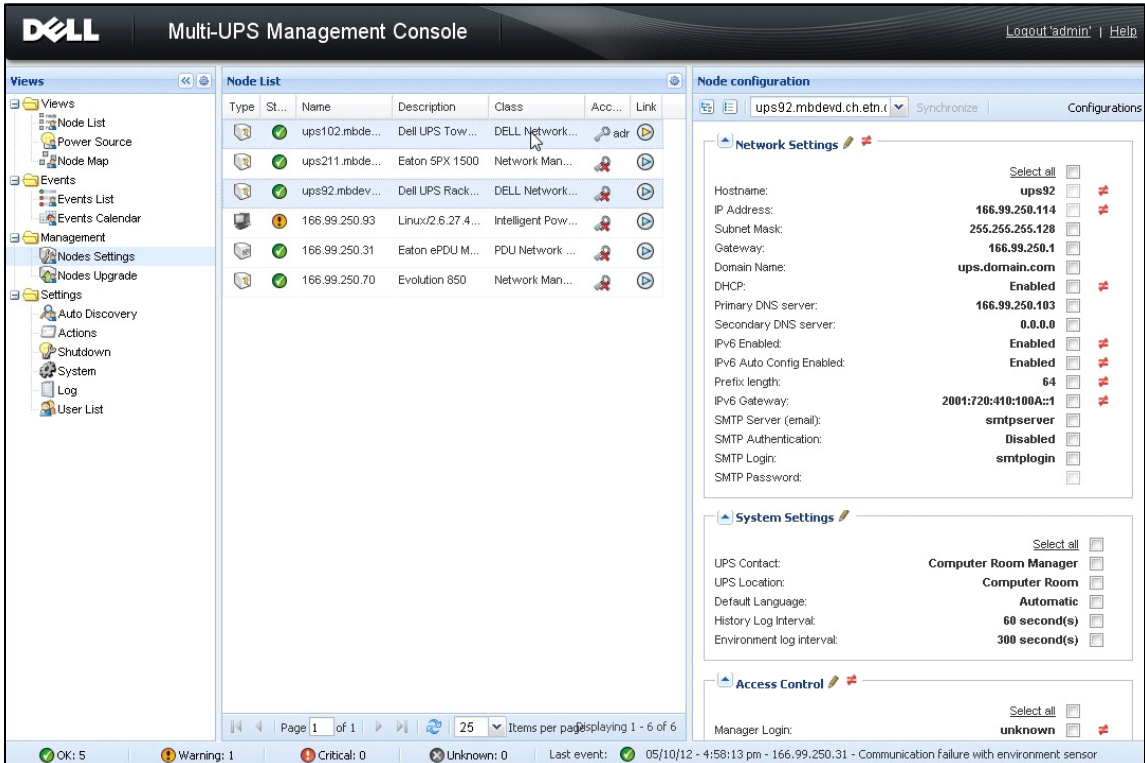 DELL
Multi-UPS Management Console
Logout 'admin' | Help
Views
Views
Node List
Power Source
Node Map
Events
Events List
Events Calendar
Management
Nodes Settings
Nodes Upgrade
Settings
Auto Discovery
Actions
Shutdown
System
Log
User List
Node List
Type St... Name Description Class Acc... Link
ups102.mbde... Dell UPS Tow... DELL Network... adr
ups211.mbde... Eaton 5PX 1500 Network Man...
ups92.mbdev... Dell UPS Rack... DELL Network...
166.99.250.93 Linux/2.6.27.4... Intelligent Pow...
166.99.250.31 Eaton ePDU M... PDU Network ...
166.99.250.70 Evolution 850 Network Man...
Page 1 of 1 25 Items per page Displaying 1 - 6 of 6
Node configuration
ups92.mbdevd.ch.etn.c Synchronize Configurations
Network Settings
Select all
Hostname: ups92
IP Address: 166.99.250.114
Subnet Mask: 255.255.255.128
Gateway: 166.99.250.1
Domain Name: ups.domain.com
DHCP: Enabled
Primary DNS server: 166.99.250.103
Secondary DNS server: 0.0.0.0
IPv6 Enabled: Enabled
IPv6 Auto Config Enabled: Enabled
Prefix length: 64
IPv6 Gateway: 2001:720:410:100A::1
SMTP Server (email): smtpserver
SMTP Authentication: Disabled
SMTP Login: smtplogin
SMTP Password:
System Settings
Select all
UPS Contact: Computer Room Manager
UPS Location: Computer Room
Default Language: Automatic
History Log Interval: 60 second(s)
Environment log interval: 300 second(s)
Access Control
Select all
Manager Login: unknown
OK: 5 Warning: 1 Critical: 0 Unknown: 0 Last event: 05/10/12 - 4:58:13 pm - 166.99.250.31 - Communication failure with environment sensor